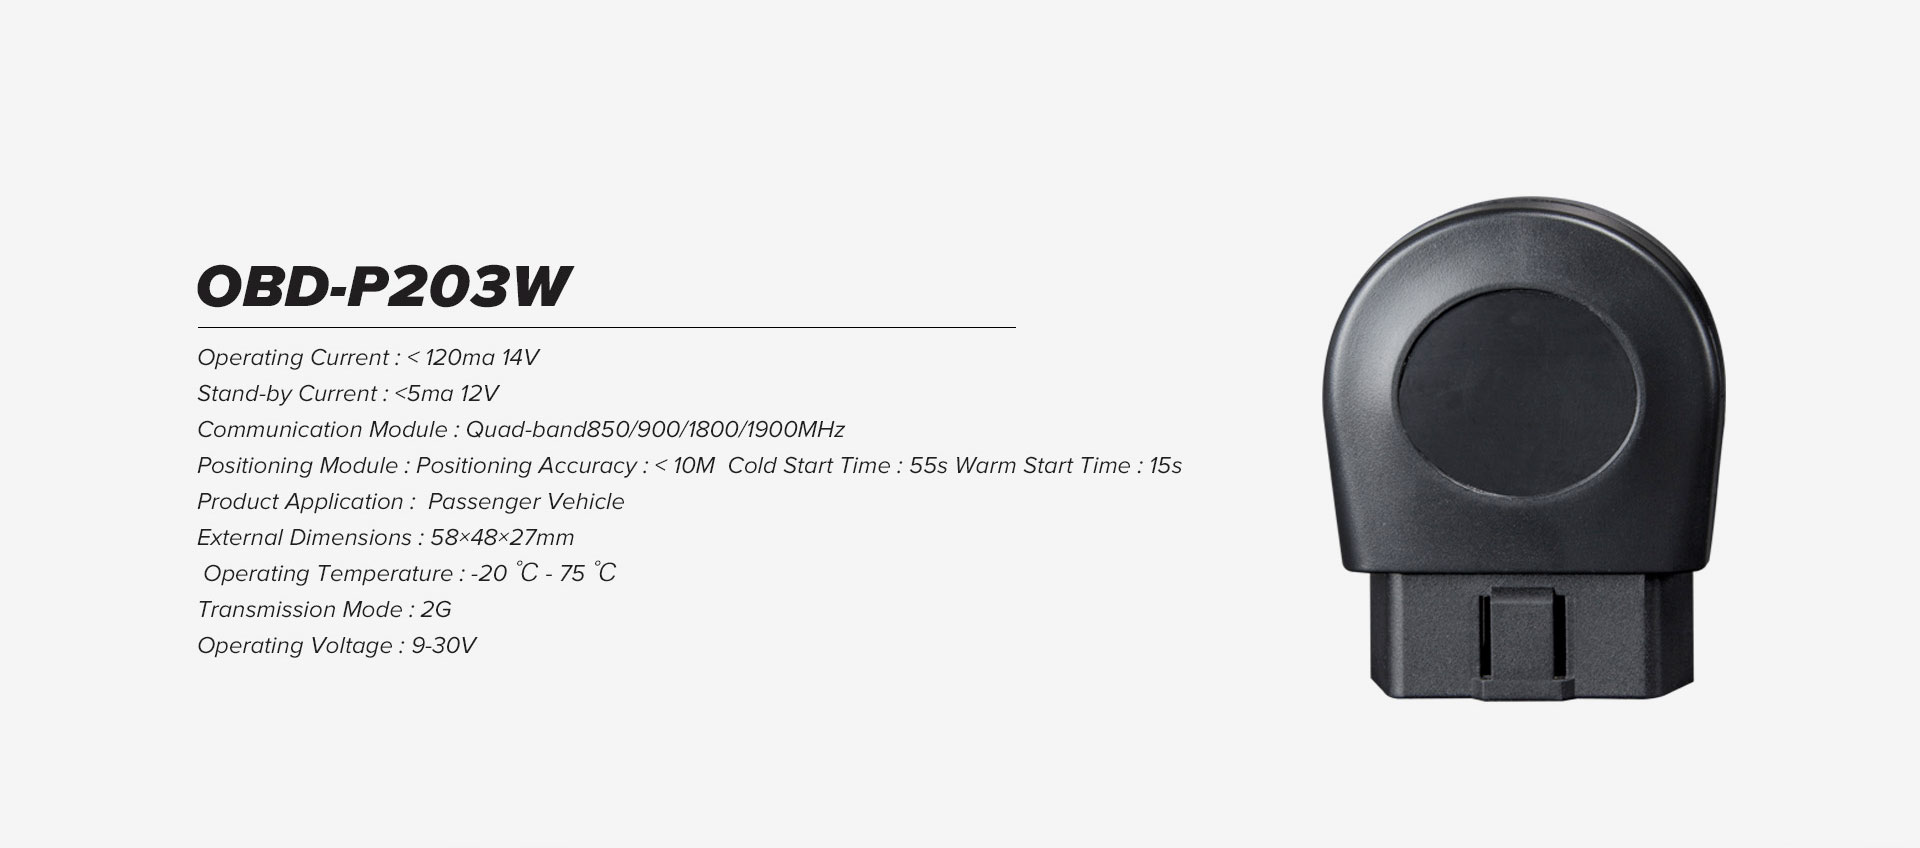 OBD-P203W
Operating Current : < 120ma 14V
Stand-by Current : <5ma 12V
Communication Module : Quad-band850/900/1800/1900MHz
Positioning Module : Positioning Accuracy : < 10M  Cold Start Time : 55s Warm Start Time : 15s
Product Application :  Passenger Vehicle
External Dimensions : 58×48×27mm
Operating Temperature : -20 ℃ - 75 ℃
Transmission Mode : 2G
Operating Voltage : 9-30V